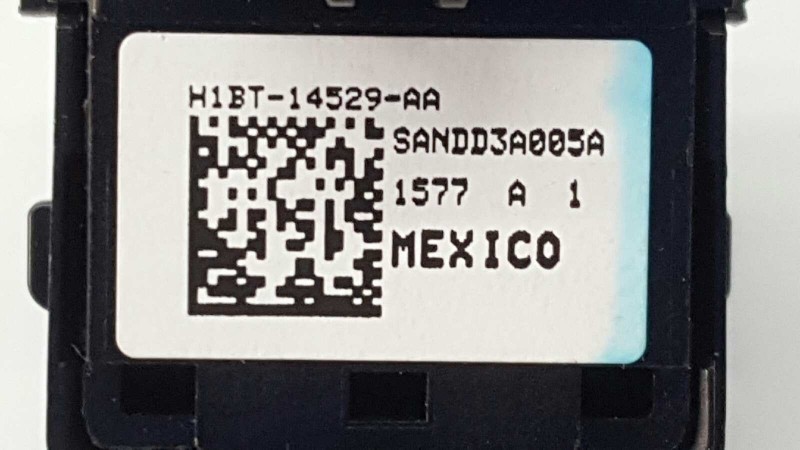 H1BT-14529-AA
SANDD3A005A
1577 A 1
MEXICO